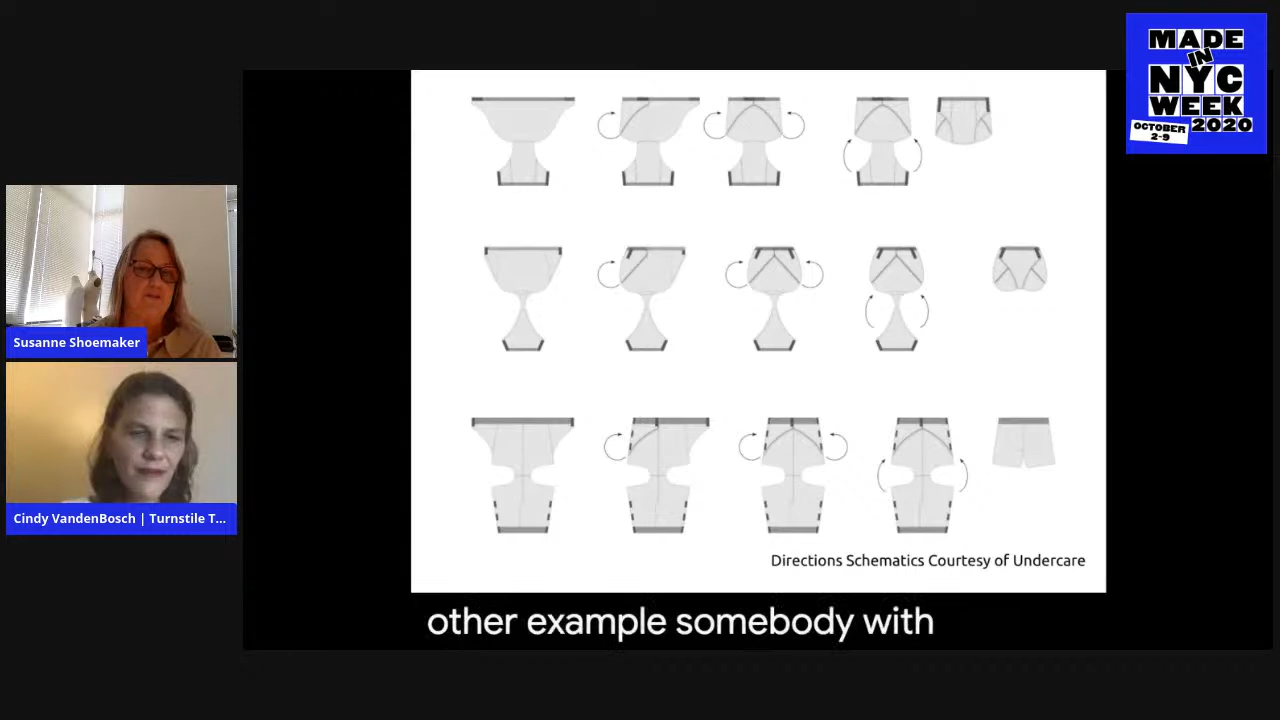 MADE
IN
NYC
WEEK
2020
OCTOBER
2-9
Susanne Shoemaker
Cindy VandenBosch | Turnstile T...
Directions Schematics Courtesy of Undercare
other example somebody with